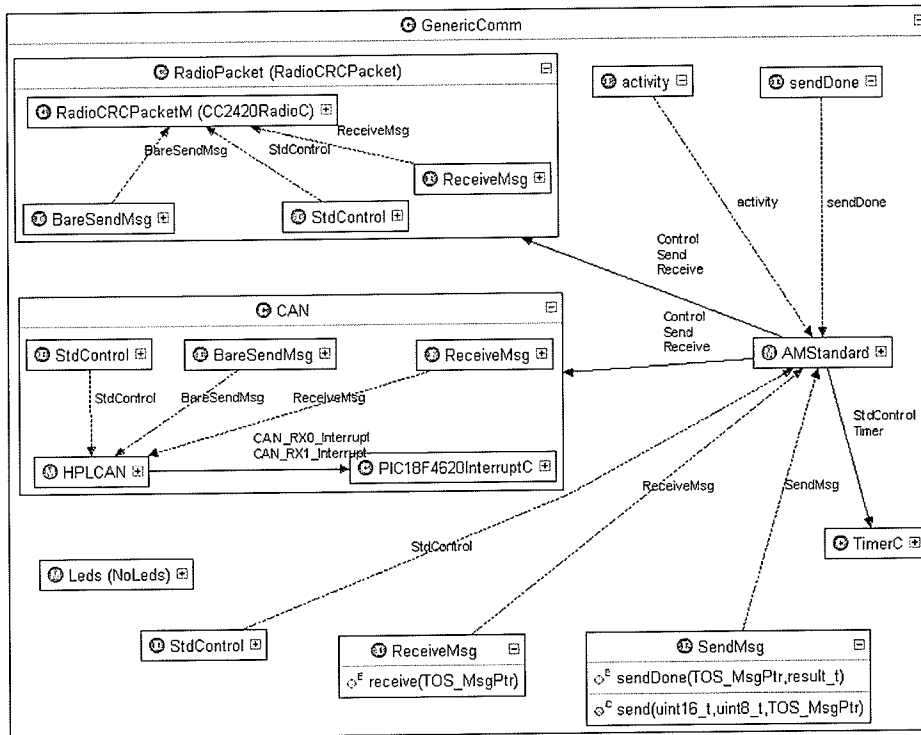 GenericComm
RadioPacket (RadioCRCPacket)
activity
sendDone
RadioCRCPacketM (CC2420RadioC)
ReceiveMsg
BareSendMsg
StdControl
ReceiveMsg
BareSendMsg
StdControl
activity
sendDone
Control
Send
Receive
CAN
Control
Send
Receive
StdControl
BareSendMsg
ReceiveMsg
AMStandard
StdControl
BareSendMsg
ReceiveMsg
StdControl
Timer
CAN_RX0_Interrupt
CAN_RX1_Interrupt
HPLCAN
PIC18F4620InterruptC
ReceiveMsg
SendMsg
StdControl
TimerC
Leds (NoLeds)
StdControl
ReceiveMsg
receive(TOS_MsgPtr)
SendMsg
sendDone(TOS_MsgPtr,result_t)
send(uint16_t,uint8_t,TOS_MsgPtr)